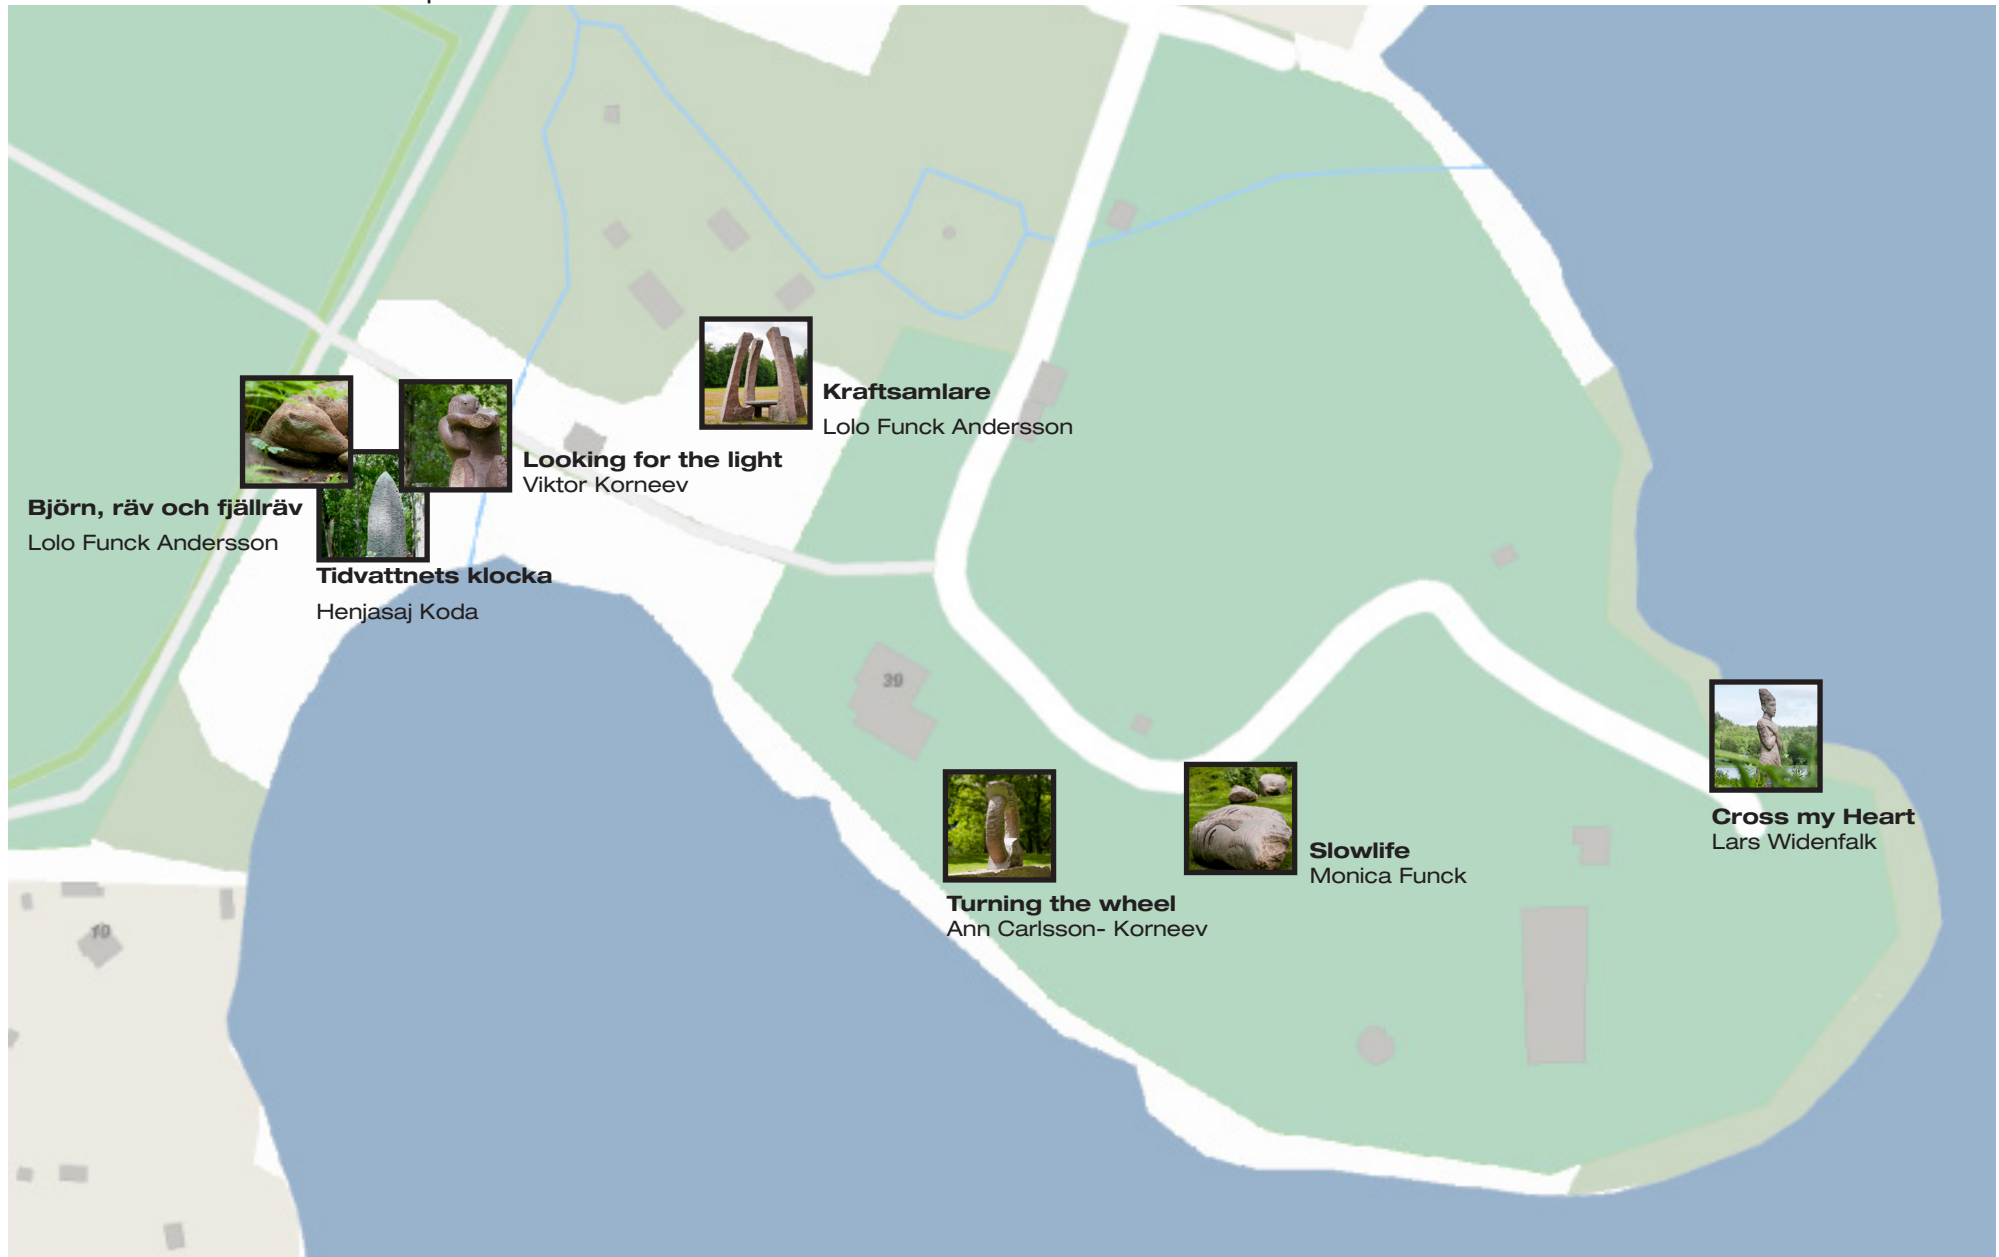 Kraftsamlare
Lolo Funck Andersson
Looking for the light
Viktor Korneev
Björn, räv och fjällräv
Lolo Funck Andersson
Tidvattnets klocka
Henjasaj Koda
39
Cross my Heart
Lars Widenfalk
Slowlife
Monica Funck
Turning the wheel
Ann Carlsson- Korneev
10